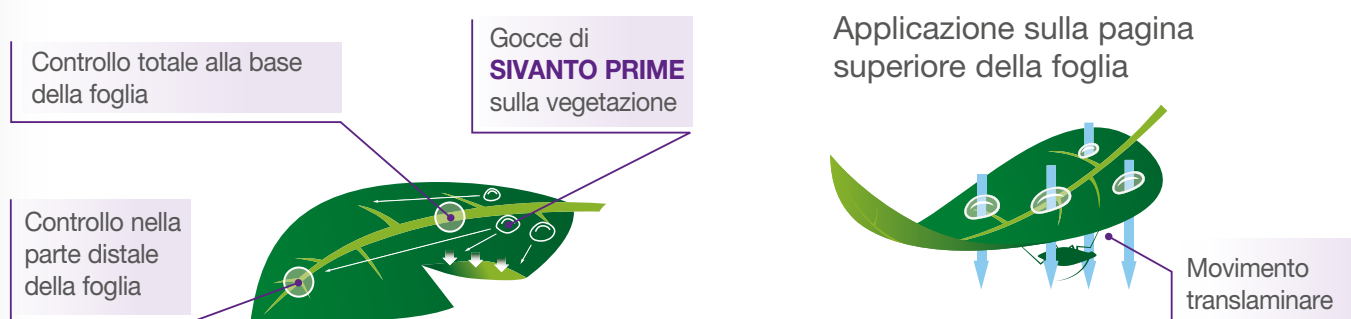 Controllo totale alla base
della foglia
Gocce di
SIVANTO PRIME
sulla vegetazione
Controllo nella
parte distale
della foglia
Applicazione sulla pagina
superiore della foglia
Movimento
translaminare